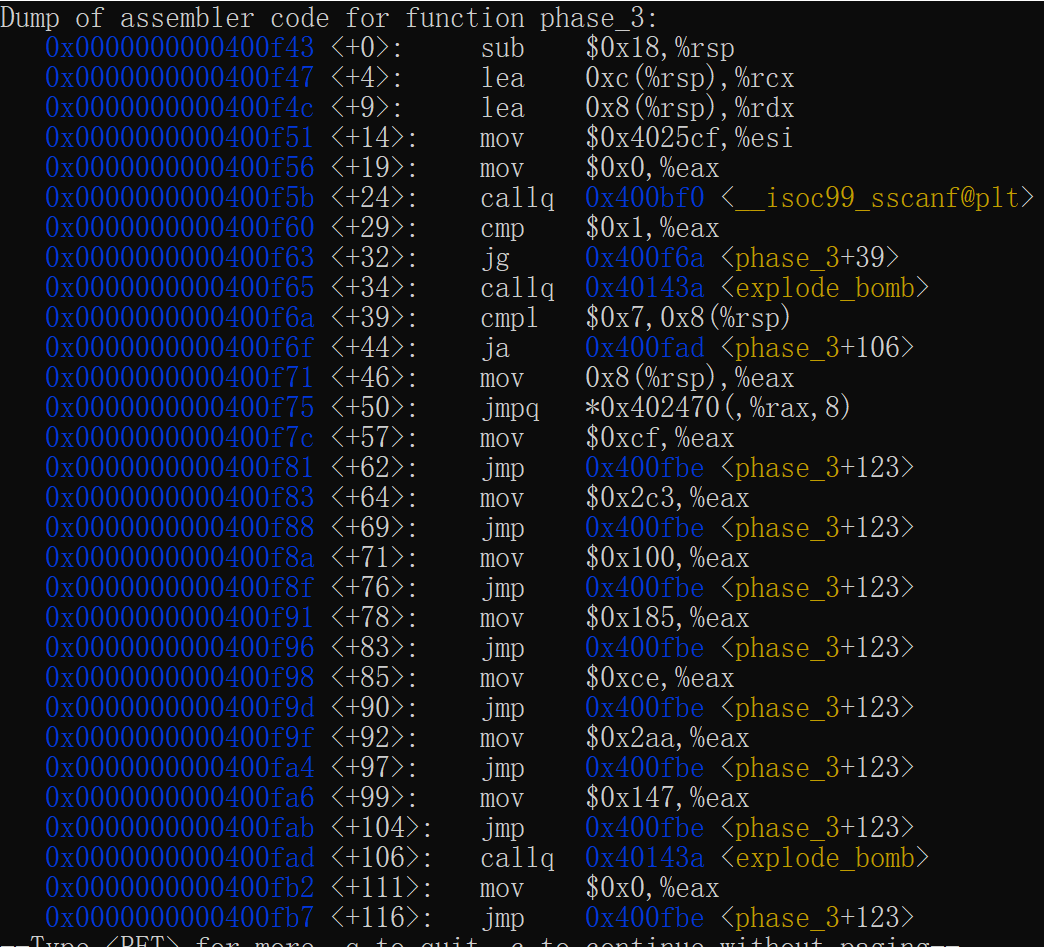 Dump of assembler code for function phase_3:
0x0000000000400f43 <+0>: sub $0x18,%rsp
0x0000000000400f47 <+4>: lea 0xc(%rsp),%rcx
0x0000000000400f4c <+9>: lea 0x8(%rsp),%rdx
0x0000000000400f51 <+14>: mov $0x4025cf,%esi
0x0000000000400f56 <+19>: mov $0x0,%eax
0x0000000000400f5b <+24>: callq 0x400bf0 <__isoc99_sscanf@plt>
0x0000000000400f60 <+29>: cmp $0x1,%eax
0x0000000000400f63 <+32>: jg 0x400f6a <phase_3+39>
0x0000000000400f65 <+34>: callq 0x40143a <explode_bomb>
0x0000000000400f6a <+39>: cmpl $0x7,0x8(%rsp)
0x0000000000400f6f <+44>: ja 0x400fad <phase_3+106>
0x0000000000400f71 <+46>: mov 0x8(%rsp),%eax
0x0000000000400f75 <+50>: jmpq *0x402470(,%rax,8)
0x0000000000400f7c <+57>: mov $0xcf,%eax
0x0000000000400f81 <+62>: jmp 0x400fbe <phase_3+123>
0x0000000000400f83 <+64>: mov $0x2c3,%eax
0x0000000000400f88 <+69>: jmp 0x400fbe <phase_3+123>
0x0000000000400f8a <+71>: mov $0x100,%eax
0x0000000000400f8f <+76>: jmp 0x400fbe <phase_3+123>
0x0000000000400f91 <+78>: mov $0x185,%eax
0x0000000000400f96 <+83>: jmp 0x400fbe <phase_3+123>
0x0000000000400f98 <+85>: mov $0xce,%eax
0x0000000000400f9d <+90>: jmp 0x400fbe <phase_3+123>
0x0000000000400f9f <+92>: mov $0x2aa,%eax
0x0000000000400fa4 <+97>: jmp 0x400fbe <phase_3+123>
0x0000000000400fa6 <+99>: mov $0x147,%eax
0x0000000000400fab <+104>: jmp 0x400fbe <phase_3+123>
0x0000000000400fad <+106>: callq 0x40143a <explode_bomb>
0x0000000000400fb2 <+111>: mov $0x0,%eax
0x0000000000400fb7 <+116>: jmp 0x400fbe <phase_3+123>
--Type <RET> for more, q to quit, c to continue without paging--